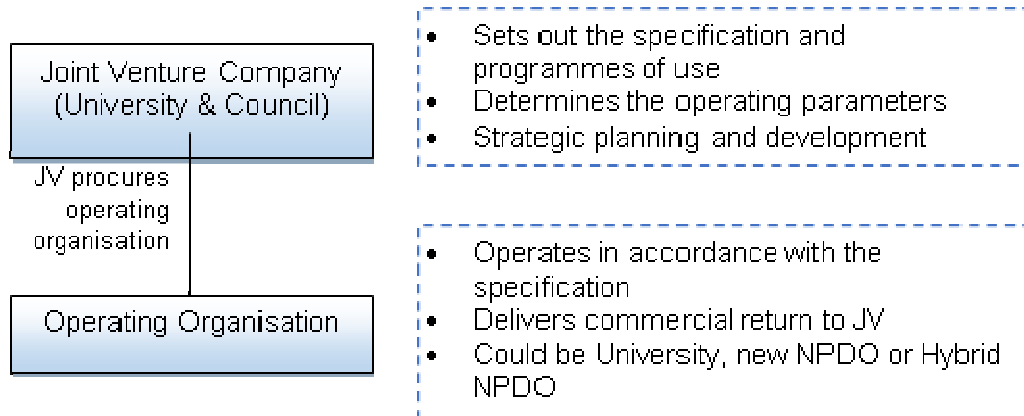 Joint Venture Company
(University & Council)
JV procures
operating
organisation
Operating Organisation
• Sets out the specification and
programmes of use
• Determines the operating parameters
• Strategic planning and development
• Operates in accordance with the
specification
• Delivers commercial return to JV
• Could be University, new NPDO or Hybrid
NPDO